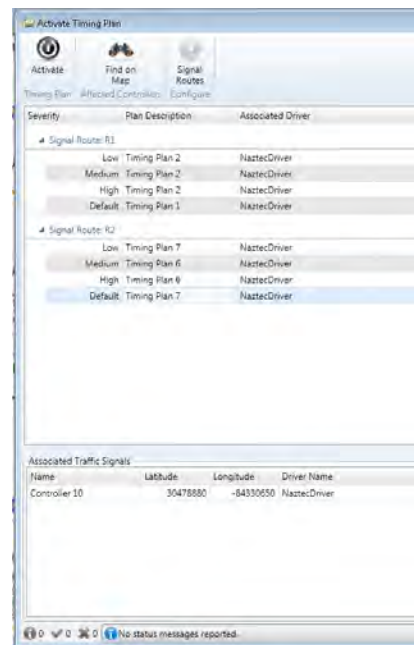 Activate Timing Plan
Activate
Find on Map
Signal Routes
Timing Plan Affected Controllers Configure
Severity Plan Description Associated Driver
Signal Route: R1
Low Timing Plan 2 NaztecDriver
Medium Timing Plan 2 NaztecDriver
High Timing Plan 2 NaztecDriver
Default Timing Plan 1 NaztecDriver
Signal Route: R2
Low Timing Plan 7 NaztecDriver
Medium Timing Plan 6 NaztecDriver
High Timing Plan 6 NaztecDriver
Default Timing Plan 7 NaztecDriver
Associated Traffic Signals
Name Latitude Longitude Driver Name
Controller 10 30478880 -84330650 NaztecDriver
0 0 0 No status messages reported.